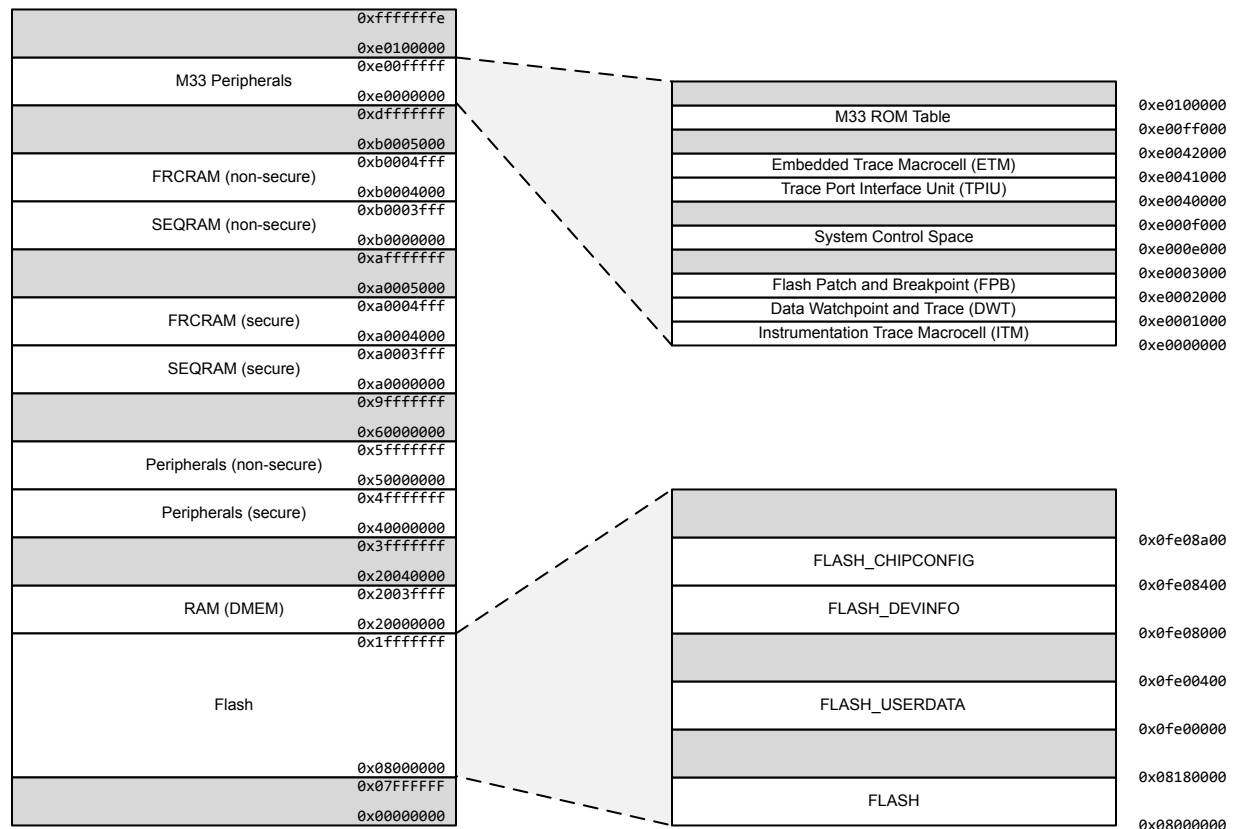 0xfffffffe
0xe0100000
0xe00fffff
M33 Peripherals
0xe0000000
0xdfffffff
0xb0005000
0xb0004fff
FRCRAM (non-secure)
0xb0004000
0xb0003fff
SEQRAM (non-secure)
0xb0000000
0xafffffff
0xa0005000
0xa0004fff
FRCRAM (secure)
0xa0004000
0xa0003fff
SEQRAM (secure)
0xa0000000
0x9fffffff
0x60000000
0x5fffffff
Peripherals (non-secure)
0x50000000
0x4fffffff
Peripherals (secure)
0x40000000
0x3fffffff
0x20040000
0x2003ffff
RAM (DMEM)
0x20000000
0x1fffffff
Flash
0x08000000
0x07FFFFFF
0x00000000
0xe0100000
M33 ROM Table
0xe00ff000
0xe0042000
Embedded Trace Macrocell (ETM)
0xe0041000
Trace Port Interface Unit (TPIU)
0xe0040000
0xe000f000
System Control Space
0xe000e000
0xe0003000
Flash Patch and Breakpoint (FPB)
0xe0002000
Data Watchpoint and Trace (DWT)
0xe0001000
Instrumentation Trace Macrocell (ITM)
0xe0000000
0x0fe08a00
FLASH_CHIPCONFIG
0x0fe08400
FLASH_DEVINFO
0x0fe08000
0x0fe00400
FLASH_USERDATA
0x0fe00000
0x08180000
FLASH
0x08000000